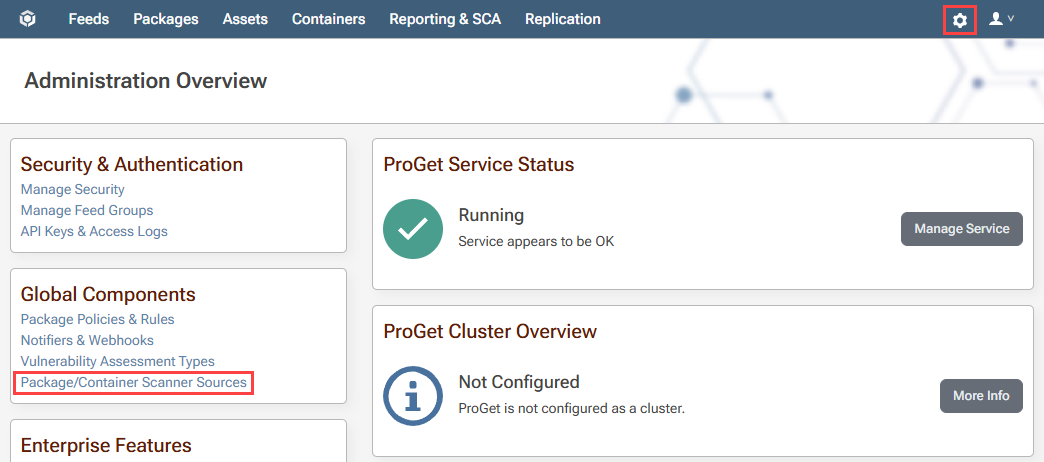 Feeds Packages Assets Containers Reporting & SCA Replication
Administration Overview
Security & Authentication
Manage Security
Manage Feed Groups
API Keys & Access Logs
Global Components
Package Policies & Rules
Notifiers & Webhooks
Vulnerability Assessment Types
Package/Container Scanner Sources
Enterprise Features
ProGet Service Status
Running
Service appears to be OK
Manage Service
ProGet Cluster Overview
Not Configured
ProGet is not configured as a cluster.
More Info